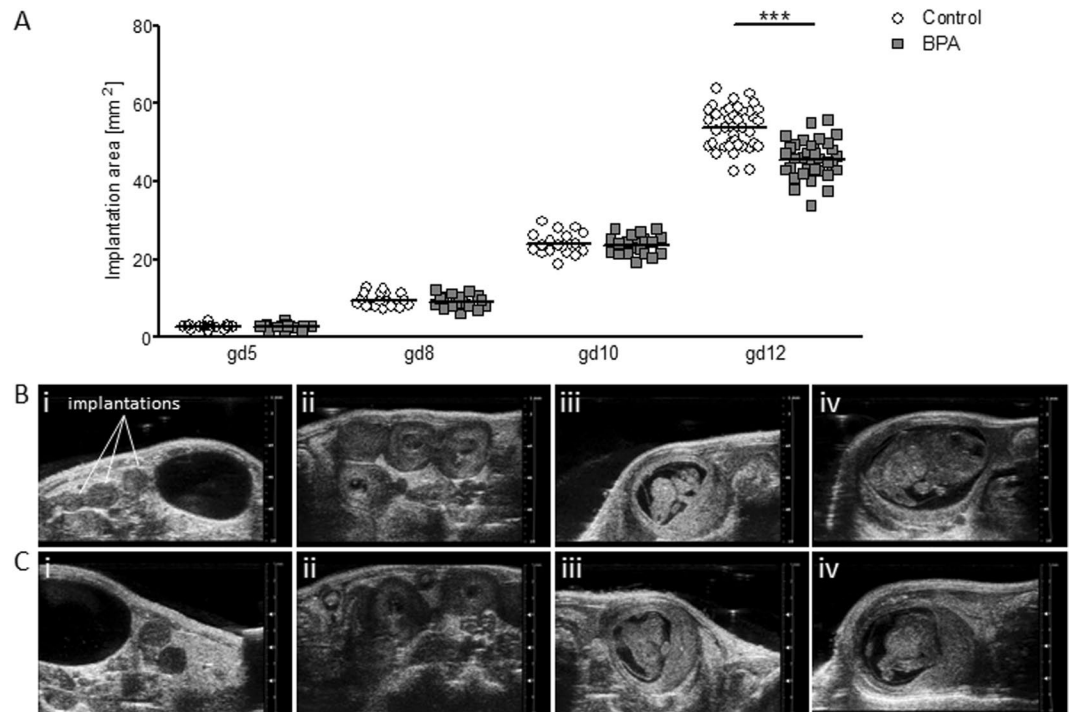 A
Implantation area [mm²]
80
60
40
20
0
***
Control
BPA
gd5
gd8
gd10
gd12
B
i
implantations
ii
iii
iv
C
i
ii
iii
iv